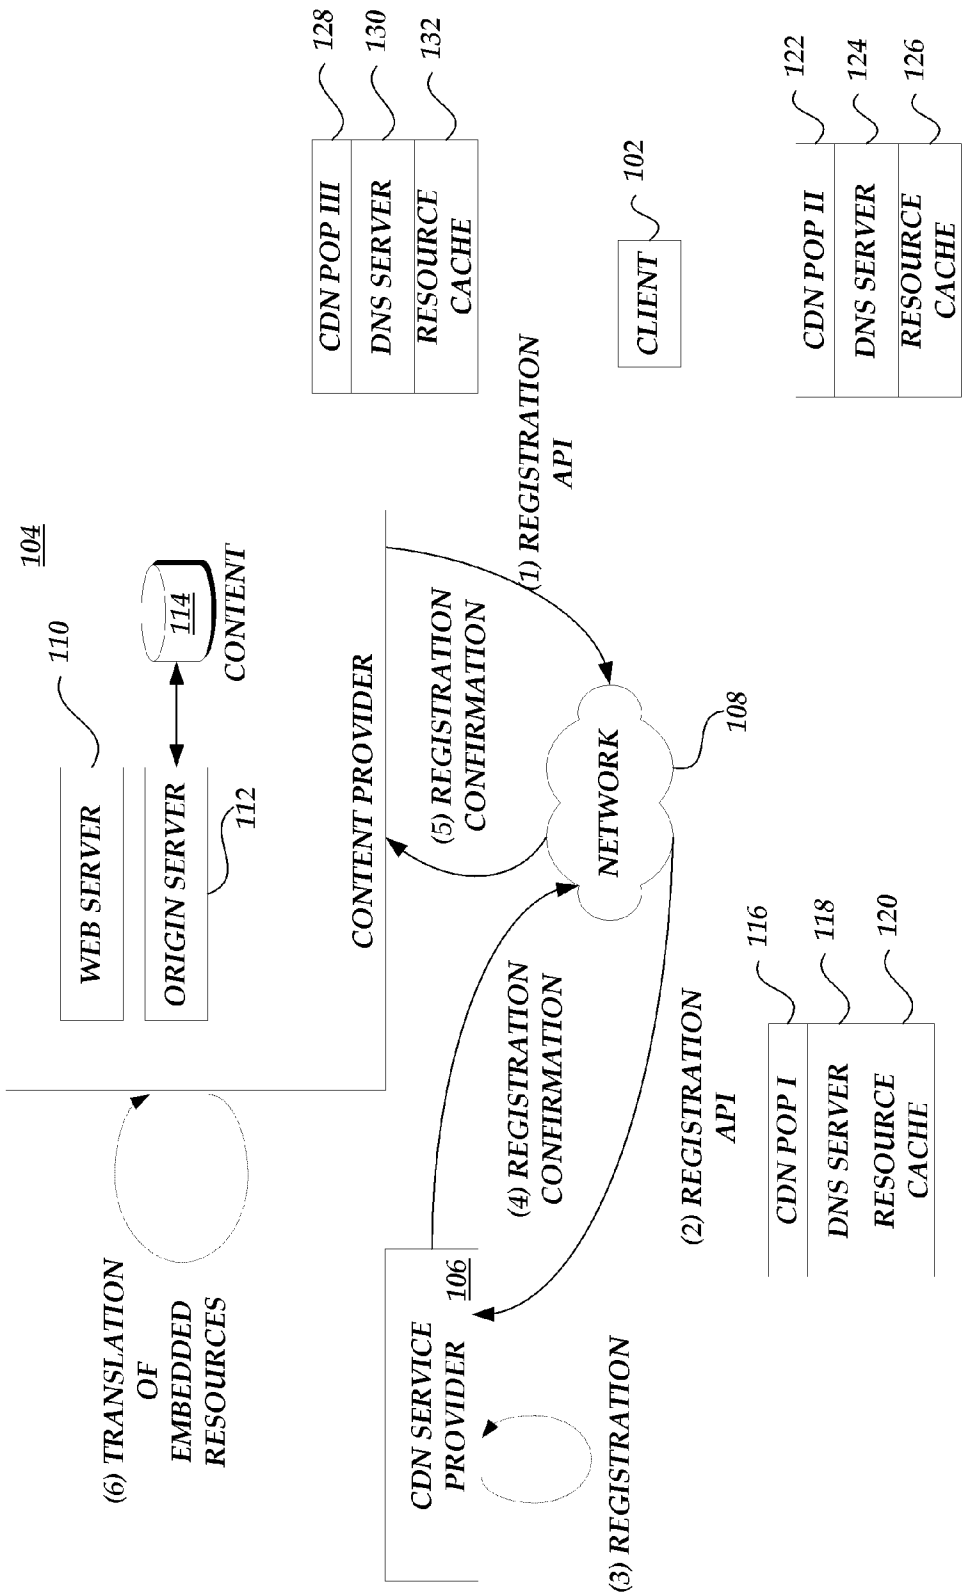 (6) TRANSLATION
OF
EMBEDDED
RESOURCES
104
WEB SERVER
110
ORIGIN SERVER
112
114
CONTENT
CONTENT PROVIDER
CDN POP III
DNS SERVER
RESOURCE
CACHE
128
130
132
(1) REGISTRATION
API
(5) REGISTRATION
CONFIRMATION
(4) REGISTRATION
CONFIRMATION
CDN SERVICE
PROVIDER
106
(3) REGISTRATION
NETWORK
108
(2) REGISTRATION
API
CLIENT
102
CDN POP I
DNS SERVER
RESOURCE
CACHE
116
118
120
CDN POP II
DNS SERVER
RESOURCE
CACHE
122
124
126